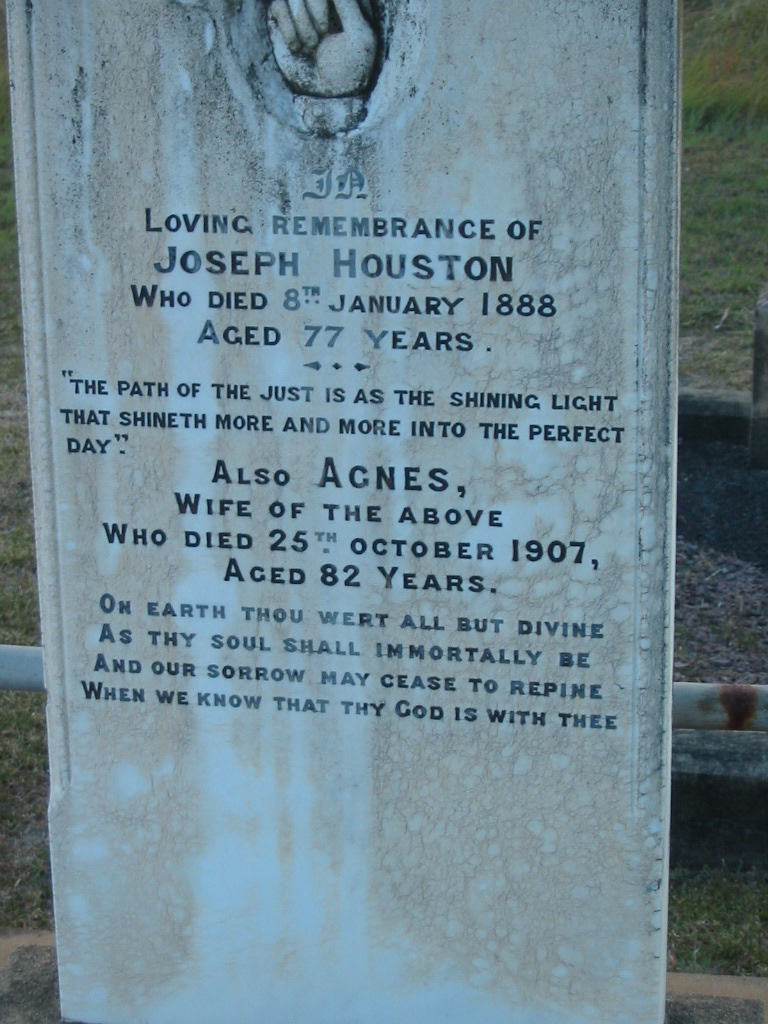 IN
LOVING REMEMBRANCE OF
JOSEPH HOUSTON
WHO DIED 8TH JANUARY 1888
AGED 77 YEARS.
"THE PATH OF THE JUST IS AS THE SHINING LIGHT
THAT SHINETH MORE AND MORE INTO THE PERFECT
DAY".
ALSO AGNES,
WIFE OF THE ABOVE
WHO DIED 25TH OCTOBER 1907,
AGED 82 YEARS.
ON EARTH THOU WERT ALL BUT DIVINE
AS THY SOUL SHALL IMMORTALLY BE
AND OUR SORROW MAY CEASE TO REPINE
WHEN WE KNOW THAT THY GOD IS WITH THEE